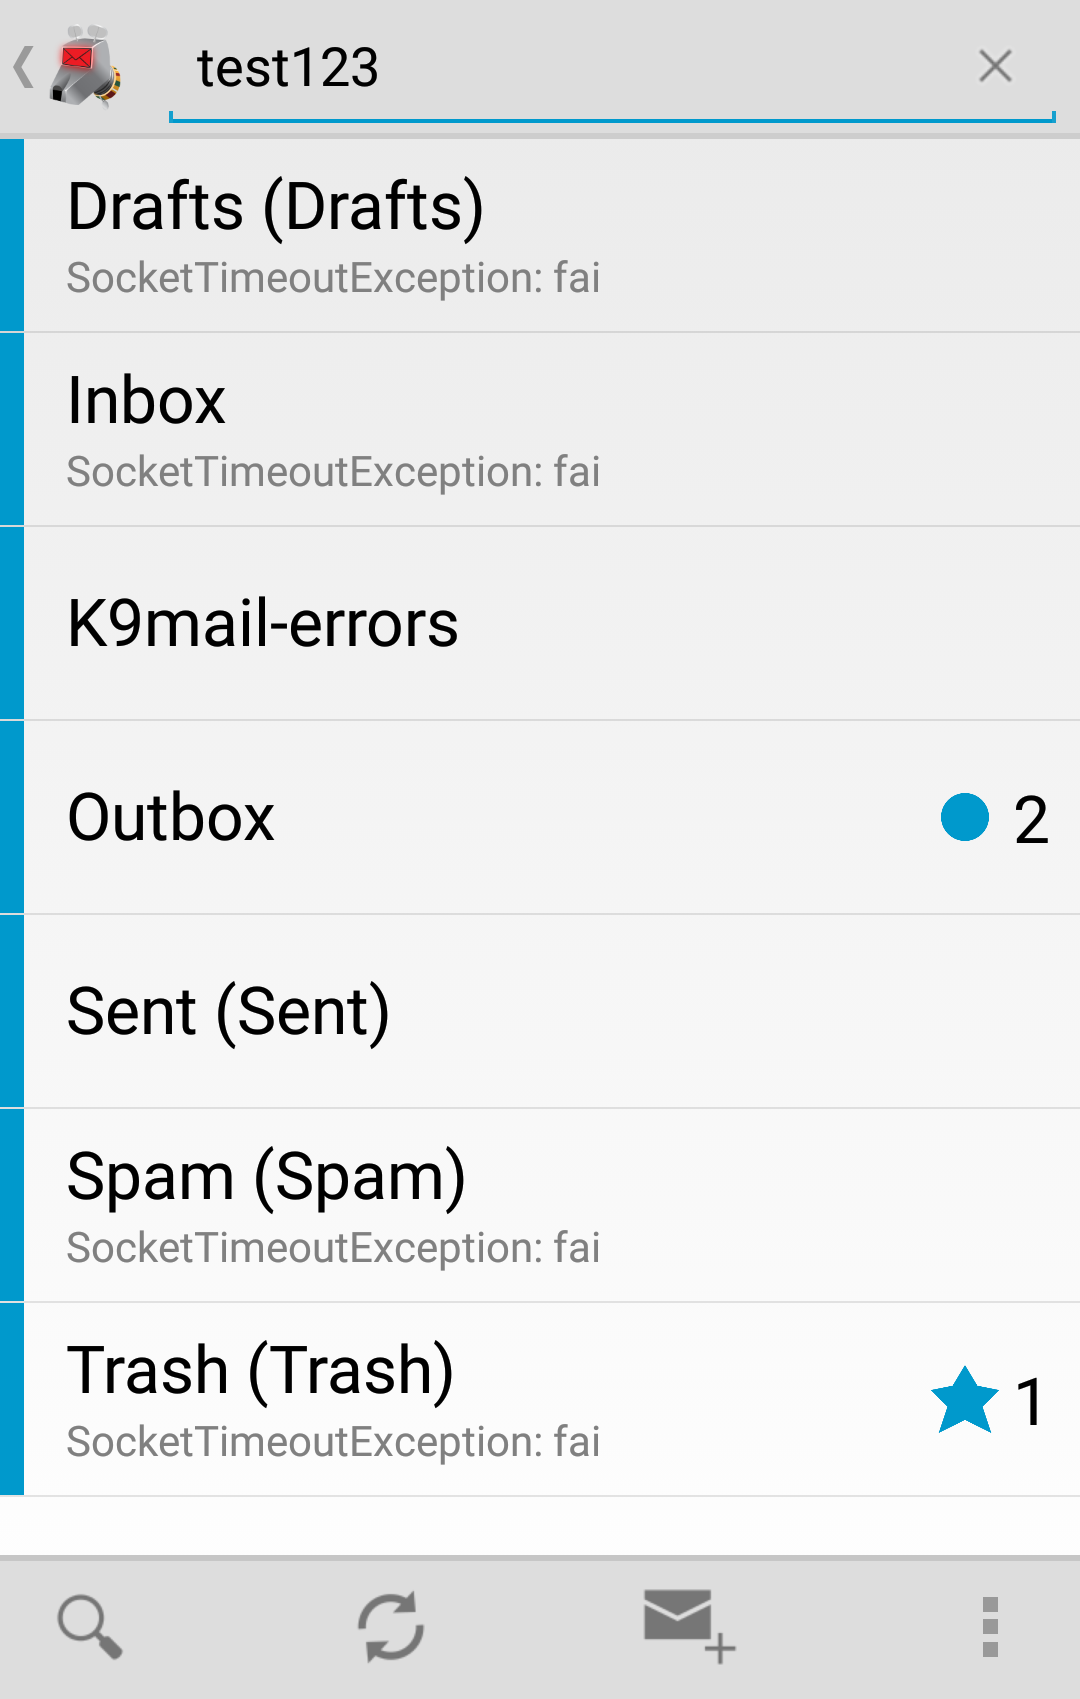 test123
Drafts (Drafts)
SocketTimeoutException: fai
Inbox
SocketTimeoutException: fai
K9mail-errors
Outbox 2
Sent (Sent)
Spam (Spam)
SocketTimeoutException: fai
Trash (Trash) 1
SocketTimeoutException: fai